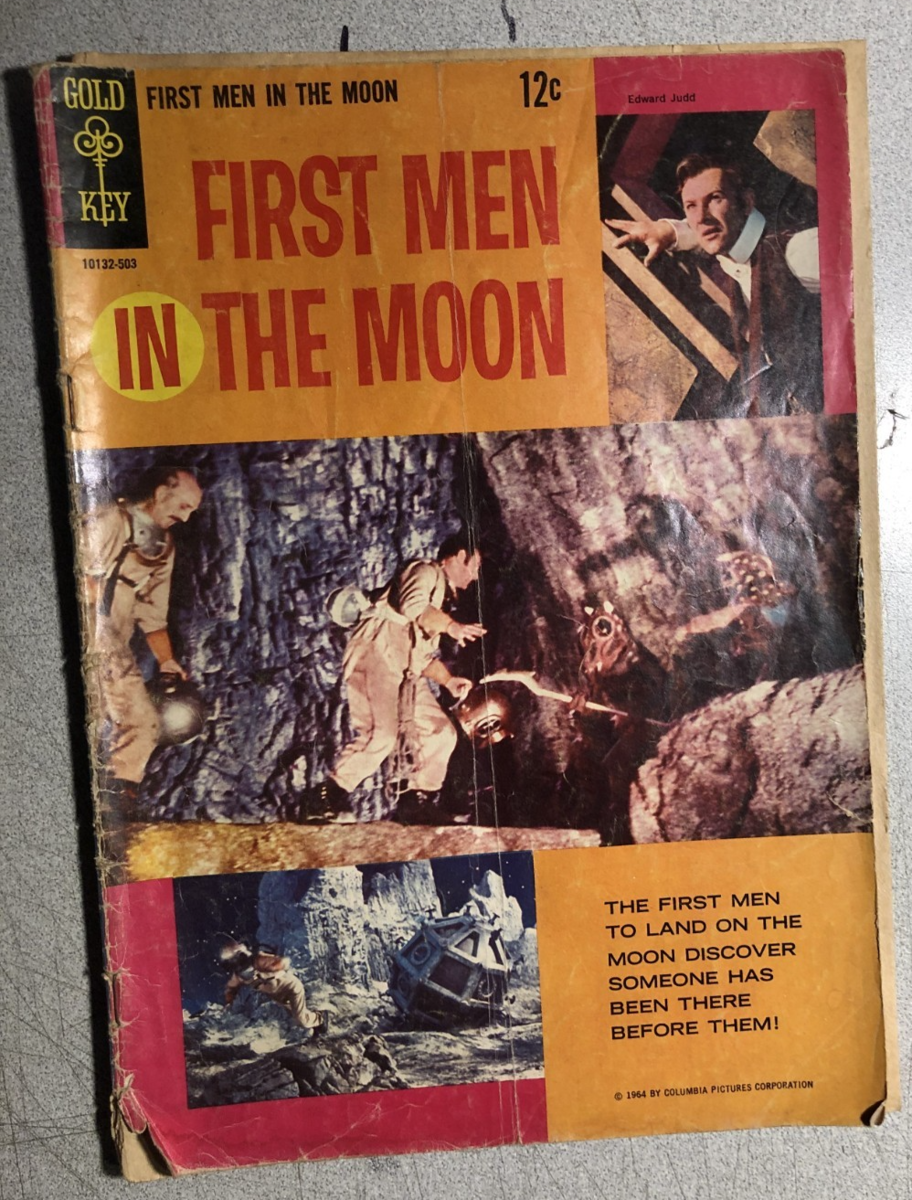 GOLD
KEY
FIRST MEN IN THE MOON
12c
10132-503
FIRST MEN
IN THE MOON
Edward Judd
THE FIRST MEN
TO LAND ON THE
MOON DISCOVER
SOMEONE HAS
BEEN THERE
BEFORE THEM!
© 1964 BY COLUMBIA PICTURES CORPORATION